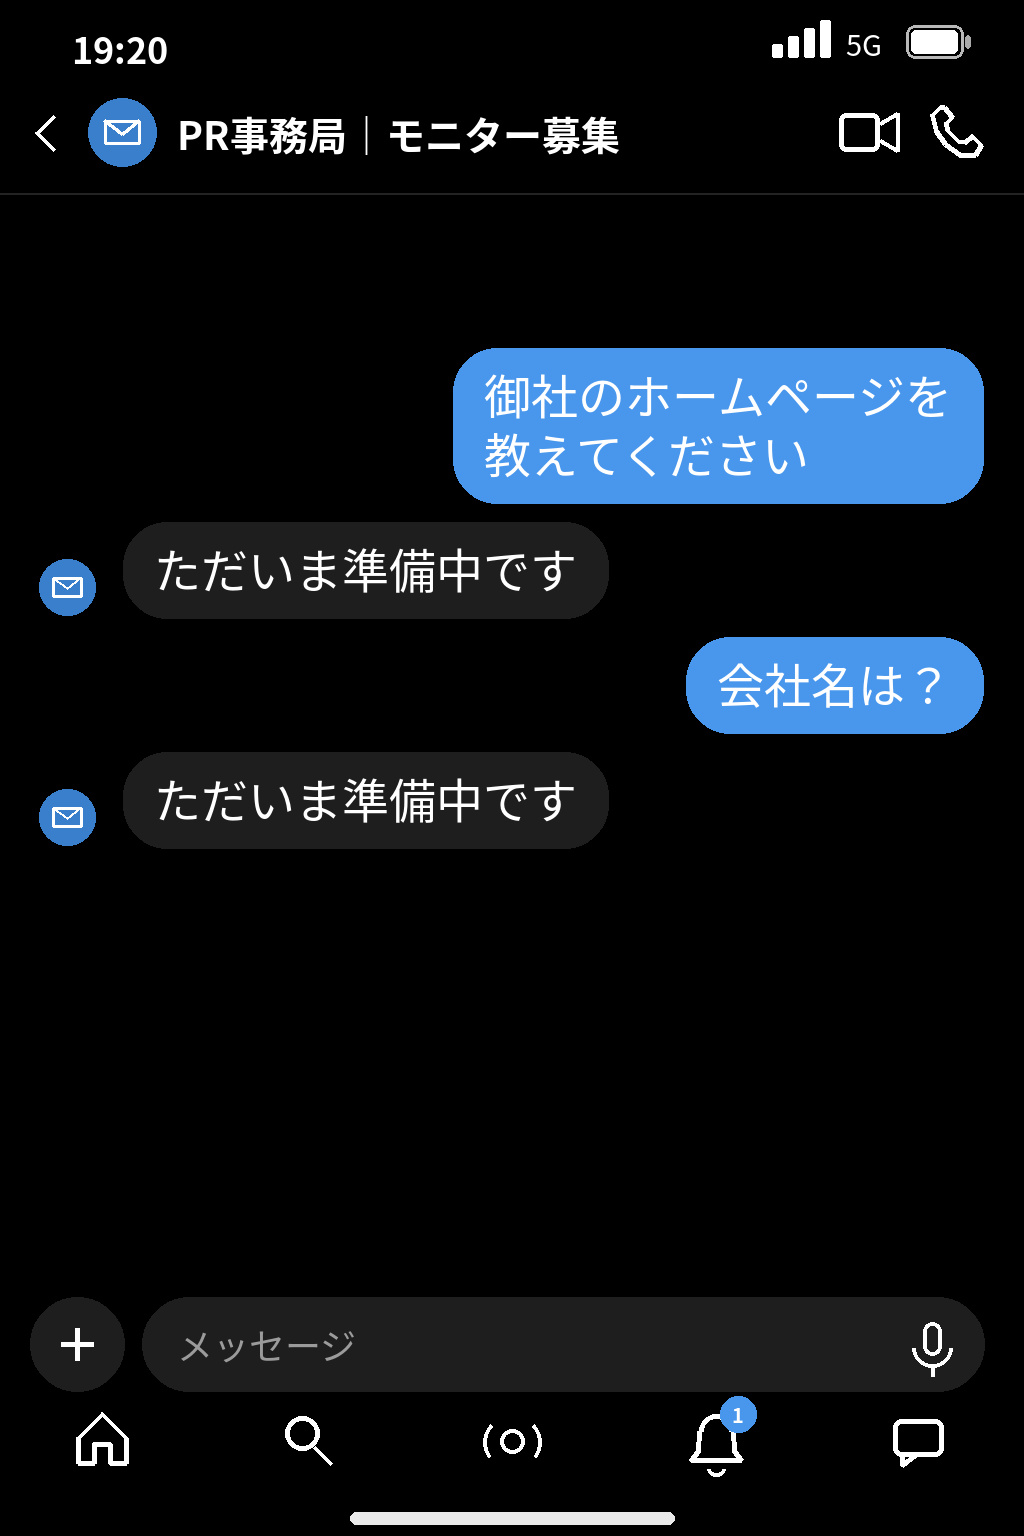 19:20
5G
PR事務局｜モニター募集
御社のホームページを
教えてください
ただいま準備中です
会社名は？
ただいま準備中です
メッセージ
1